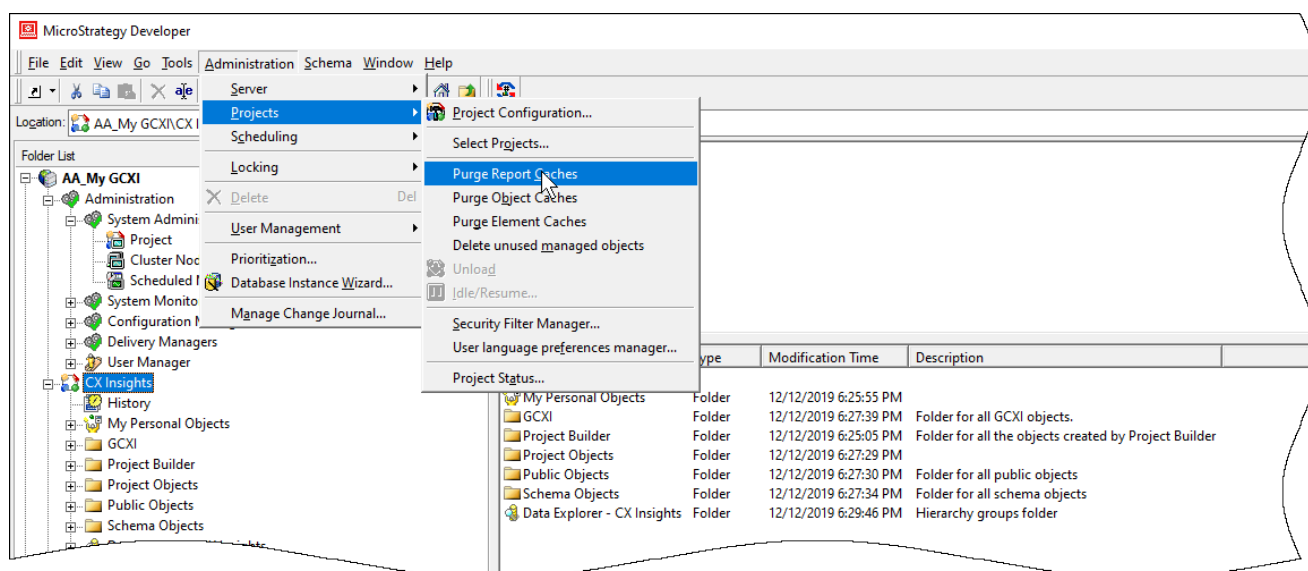 MicroStrategy Developer
File Edit View Go Tools Administration Schema Window Help
Location: AA_My GCXI\CX I
Server
Projects
Scheduling
Locking
Delete Del
User Management
Prioritization...
Database Instance Wizard...
Manage Change Journal...
Project Configuration...
Select Projects...
Purge Report Caches
Purge Object Caches
Purge Element Caches
Delete unused managed objects
Unload
Idle/Resume...
Security Filter Manager...
User language preferences manager...
Project Status...
Folder List
AA_My GCXI
Administration
System Adminis
Project
Cluster Nod
Scheduled
System Monito
Configuration
Delivery Managers
User Manager
CX Insights
History
My Personal Objects
GCXI
Project Builder
Project Objects
Public Objects
Schema Objects
ype Modification Time Description
My Personal Objects Folder 12/12/2019 6:25:55 PM
GCXI Folder 12/12/2019 6:27:39 PM Folder for all GCXI objects.
Project Builder Folder 12/12/2019 6:25:05 PM Folder for all the objects created by Project Builder
Project Objects Folder 12/12/2019 6:27:29 PM
Public Objects Folder 12/12/2019 6:27:30 PM Folder for all public objects
Schema Objects Folder 12/12/2019 6:27:34 PM Folder for all schema objects
Data Explorer - CX Insights Folder 12/12/2019 6:29:46 PM Hierarchy groups folder